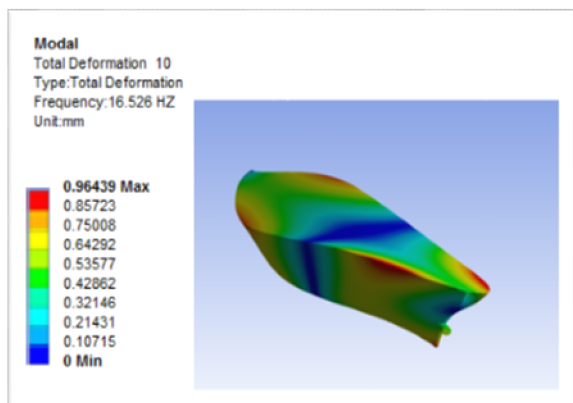 Modal
Total Deformation 10
Type:Total Deformation
Frequency:16.526 HZ
Unit:mm
0.96439 Max
0.85723
0.75008
0.64292
0.53577
0.42862
0.32146
0.21431
0.10715
0 Min